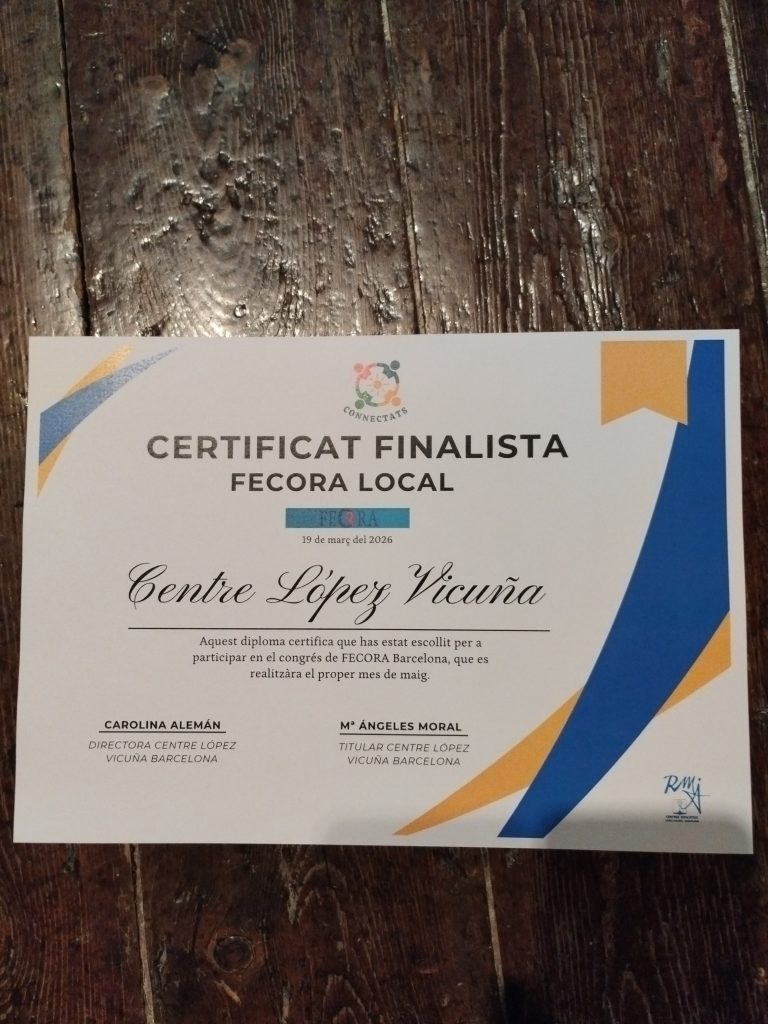 CONNECTATS
CERTIFICAT FINALISTA
FECORA LOCAL
FECORA
19 de març del 2026
Centre López Vicuña
Aquest diploma certifica que has estat escollit per a
participar en el congrés de FECORA Barcelona, que es
realitzàra el proper mes de maig.
CAROLINA ALEMÁN
DIRECTORA CENTRE LÓPEZ
VICUÑA BARCELONA
Mª ÁNGELES MORAL
TITULAR CENTRE LÓPEZ
VICUÑA BARCELONA
RMI